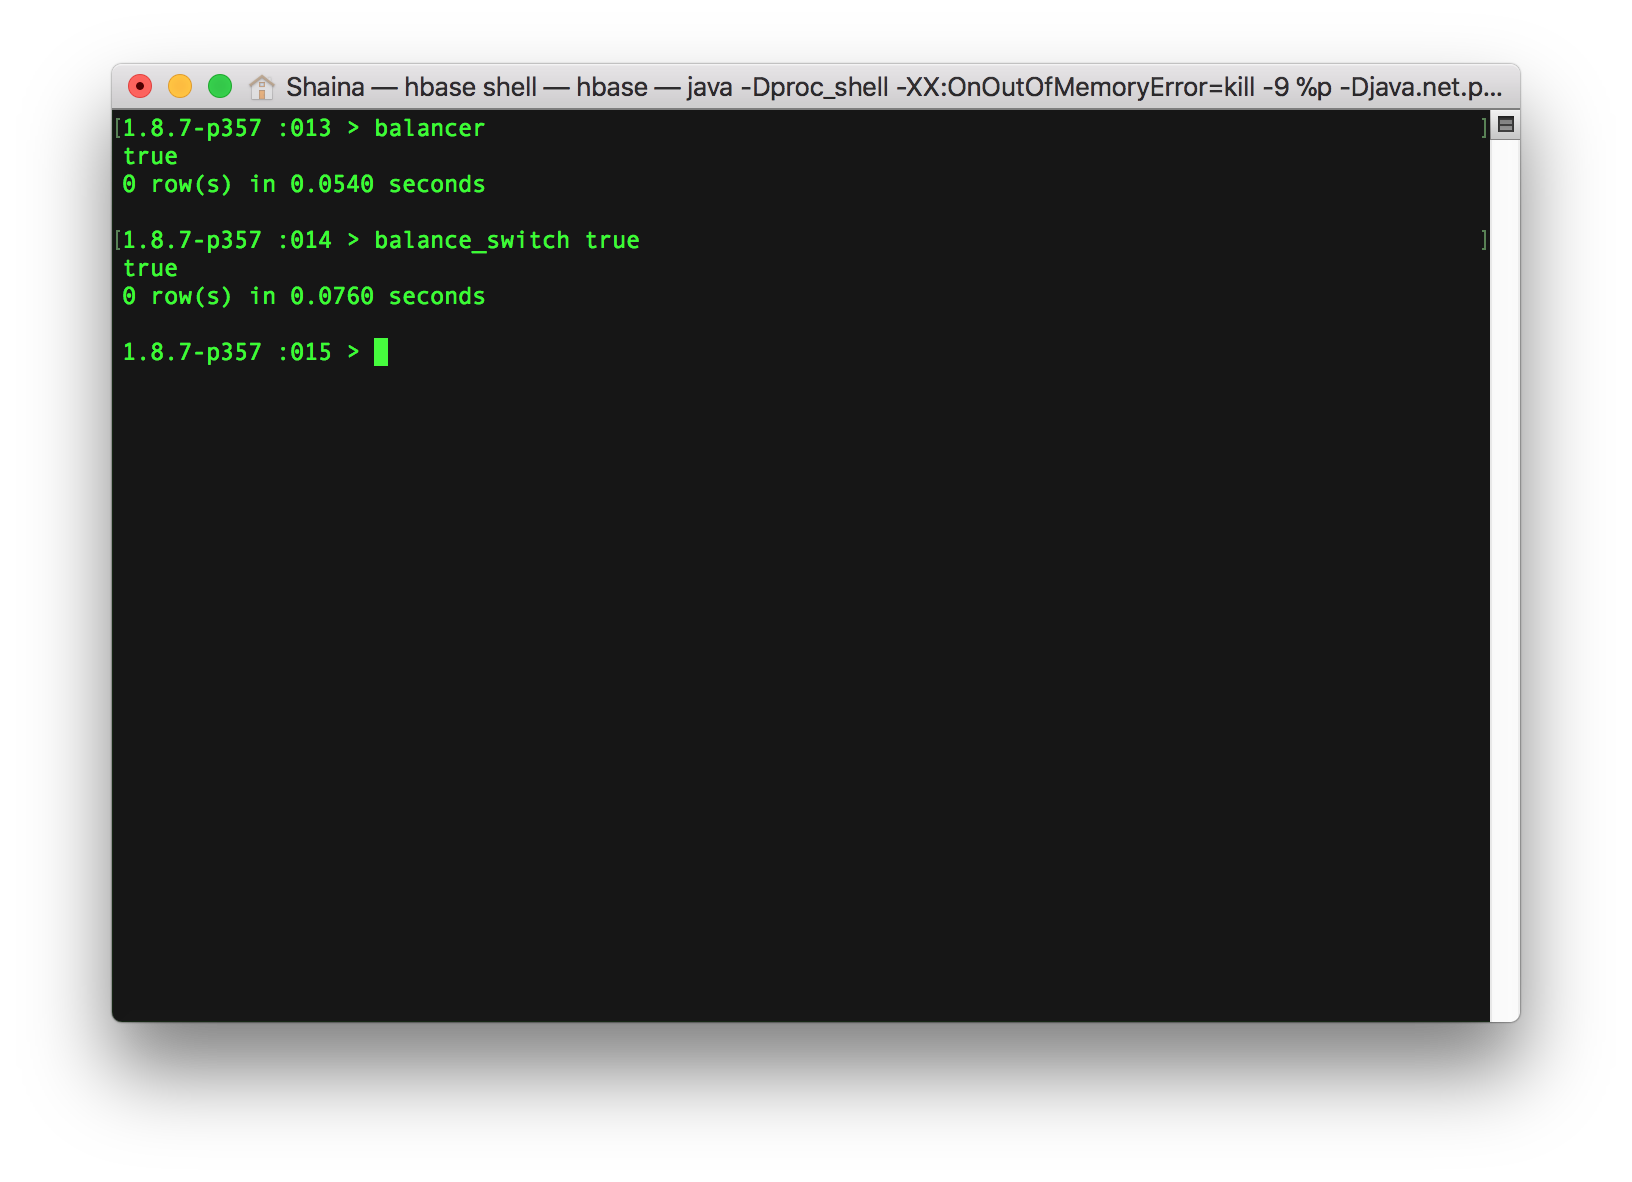 Shaina — hbase shell — hbase — java -Dproc_shell -XX:OnOutOfMemoryError=kill -9 %p -Djava.net.p...
[1.8.7-p357 :013 > balancer ]
true
0 row(s) in 0.0540 seconds
[1.8.7-p357 :014 > balance_switch true ]
true
0 row(s) in 0.0760 seconds
1.8.7-p357 :015 >